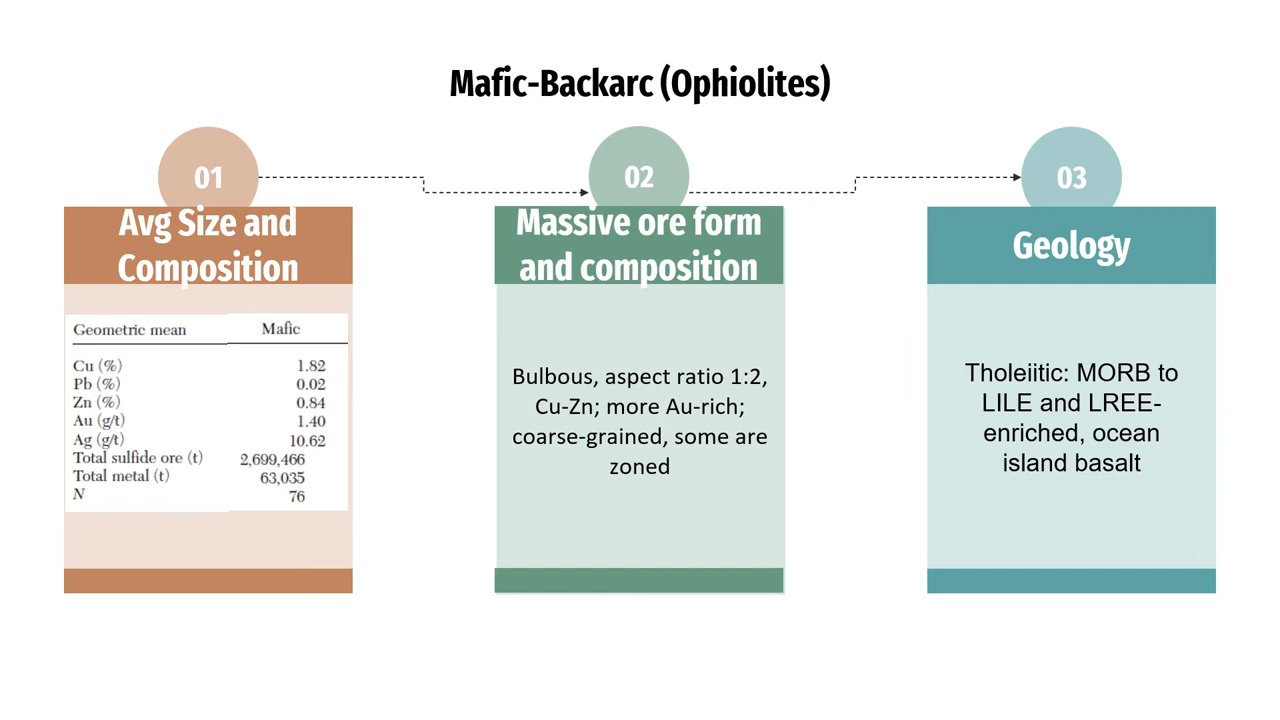 Mafic-Backarc (Ophiolites)
01
Avg Size and
Composition
Geometric mean Mafic
Cu (%) 1.82
Pb (%) 0.02
Zn (%) 0.84
Au (g/t) 1.40
Ag (g/t) 10.62
Total sulfide ore (t) 2,699,466
Total metal (t) 63,035
N 76
02
Massive ore form
and composition
Bulbous, aspect ratio 1:2,
Cu-Zn; more Au-rich;
coarse-grained, some are
zoned
03
Geology
Tholeiitic: MORB to
LILE and LREE-
enriched, ocean
island basalt